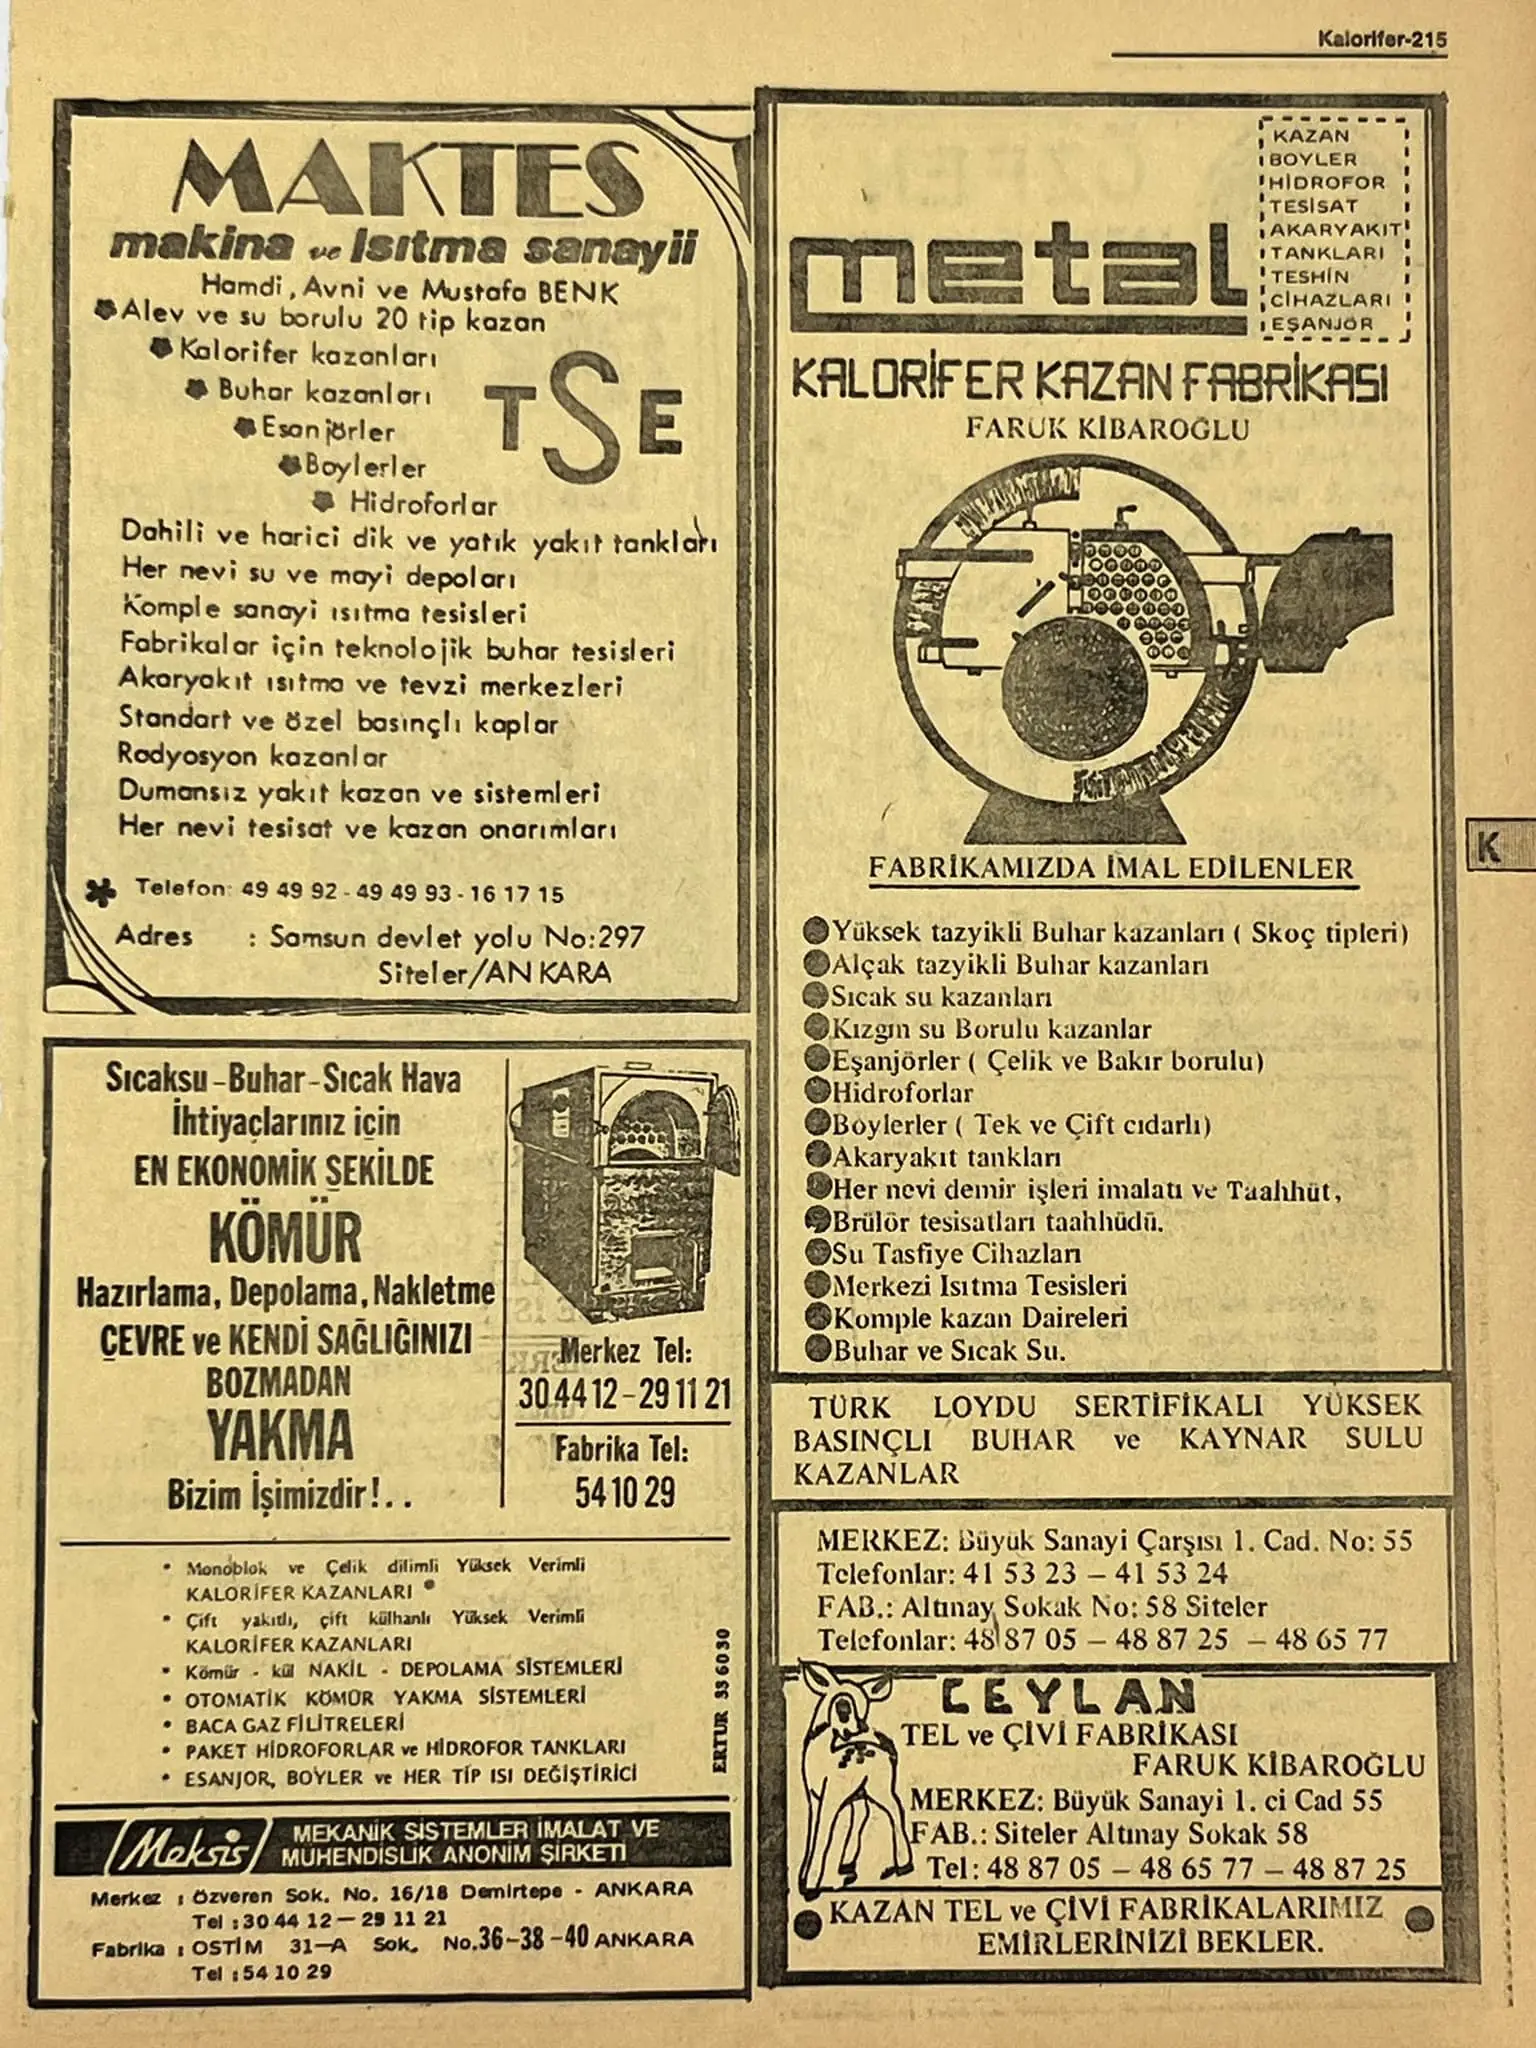 Kalorifer-215
MAKTES
makina ve Isıtma sanayii
Hamdi, Avni ve Mustafa BENK
Alev ve su borulu 20 tip kazan
Kalorifer kazanları
Buhar kazanları
Esanjörler
Boylerler
Hidroforlar
TSE
Dahili ve harici dik ve yatık yakıt tankları
Her nevi su ve mayi depoları
Komple sanayi ısıtma tesisleri
Fabrikalar için teknolojik buhar tesisleri
Akaryakıt ısıtma ve tevzi merkezleri
Standart ve özel basınçlı kaplar
Radyosyon kazanlar
Dumansız yakıt kazan ve sistemleri
Her nevi tesisat ve kazan onarımları
* Telefon: 49 49 92 - 49 49 93 - 16 17 15
Adres : Samsun devlet yolu No:297
Siteler/ANKARA
Sıcaksu - Buhar - Sıcak Hava
İhtiyaçlarınız için
EN EKONOMİK ŞEKİLDE
KÖMÜR
Hazırlama, Depolama, Nakletme
ÇEVRE ve KENDİ SAĞLIĞINIZI
BOZMADAN
YAKMA
Bizim İşimizdir!..
Merkez Tel:
30 44 12 - 29 11 21
Fabrika Tel:
54 10 29
• Monoblok ve Çelik dilimli Yüksek Verimli
KALORİFER KAZANLARI
• Çift yakıtlı, çift külhanlı Yüksek Verimli
KALORİFER KAZANLARI
• Kömür - kül NAKİL - DEPOLAMA SİSTEMLERİ
• OTOMATİK KÖMÜR YAKMA SİSTEMLERİ
• BACA GAZ FİLİTRELERİ
• PAKET HİDROFORLAR ve HİDROFOR TANKLARI
• ESANJOR, BOYLER ve HER TİP ISI DEĞİŞTİRİCİ
ERTUR 33 60 30
Meksis
MEKANİK SİSTEMLER İMALAT VE
MÜHENDİSLİK ANONİM ŞİRKETİ
Merkez : Özveren Sok. No. 16/18 Demirtepe - ANKARA
Tel : 30 44 12 — 29 11 21
Fabrika : OSTİM 31—A Sok. No. 36-38-40 ANKARA
Tel : 54 10 29
metal
KAZAN
BOYLER
HİDROFOR
TESİSAT
AKARYAKIT
TANKLARI
TESHİN
CİHAZLARI
EŞANJÖR
KALORİFER KAZAN FABRİKASI
FARUK KİBAROĞLU
FABRİKAMIZDA İMAL EDİLENLER
Yüksek tazyikli Buhar kazanları ( Skoç tipleri)
Alçak tazyikli Buhar kazanları
Sıcak su kazanları
Kızgın su Borulu kazanlar
Eşanjörler ( Çelik ve Bakır borulu)
Hidroforlar
Boylerler ( Tek ve Çift cıdarlı)
Akaryakıt tankları
Her nevi demir işleri imalatı ve Taahhüt,
Brülör tesisatları taahhüdü.
Su Tasfiye Cihazları
Merkezi Isıtma Tesisleri
Komple kazan Daireleri
Buhar ve Sıcak Su.
TÜRK LOYDU SERTİFİKALI YÜKSEK
BASINÇLI BUHAR ve KAYNAR SULU
KAZANLAR
MERKEZ: Büyük Sanayi Çarşısı 1. Cad. No: 55
Telefonlar: 41 53 23 – 41 53 24
FAB.: Altınay Sokak No: 58 Siteler
Telefonlar: 48 87 05 – 48 87 25 – 48 65 77
CEYLAN
TEL ve ÇİVİ FABRİKASI
FARUK KİBAROĞLU
MERKEZ: Büyük Sanayi 1. ci Cad 55
FAB.: Siteler Altınay Sokak 58
Tel: 48 87 05 – 48 65 77 – 48 87 25
KAZAN TEL ve ÇİVİ FABRİKALARIMIZ
EMİRLERİNİZİ BEKLER.
K